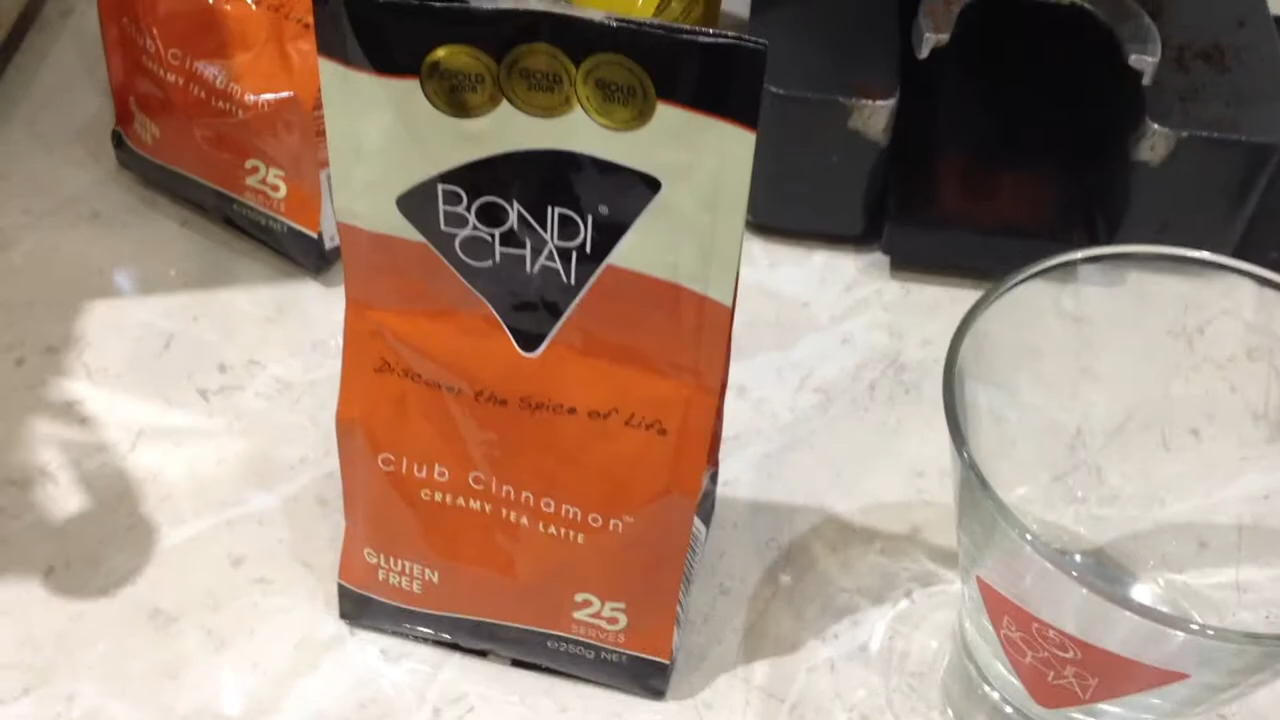 Club Cinnamon
CREAMY TEA LATTE
25
SERVES
GOLD
2008
GOLD
2009
GOLD
2010
BONDI
CHAI
®
Discover the Spice of Life
Club Cinnamon™
CREAMY TEA LATTE
GLUTEN
FREE
25
SERVES
e250g NET